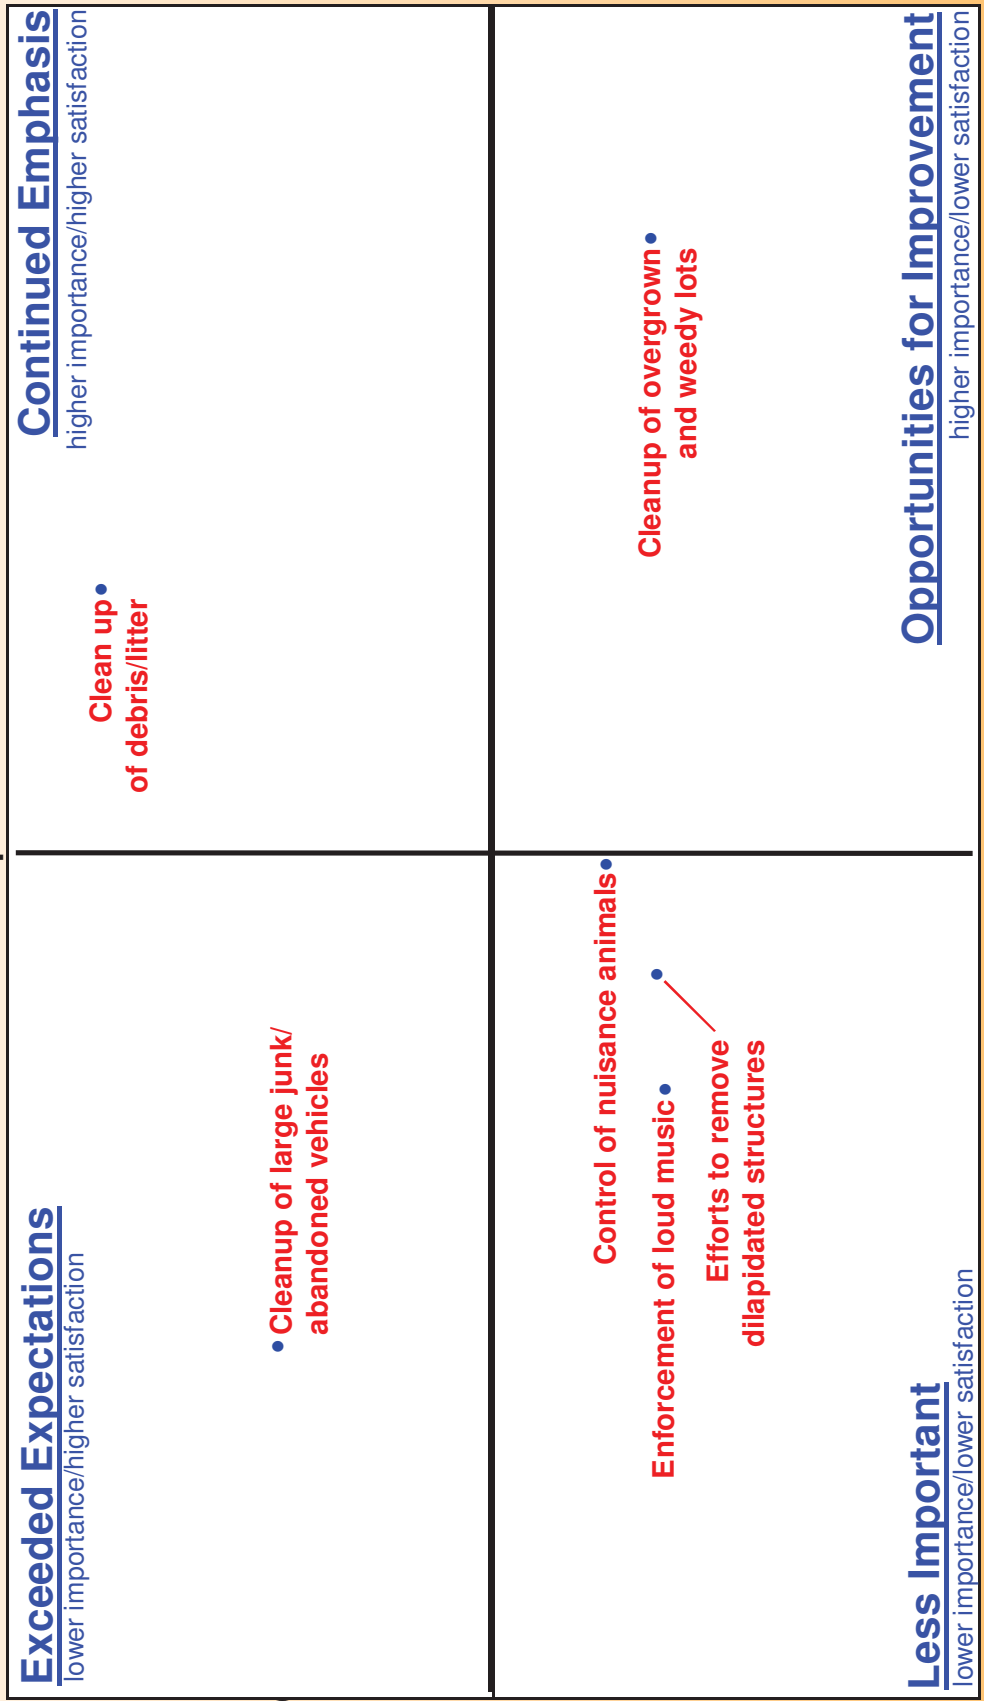 Exceeded Expectations
lower importance/higher satisfaction
Continued Emphasis
higher importance/higher satisfaction
Clean up
of debris/litter
Cleanup of large junk/
abandoned vehicles
Control of nuisance animals
Cleanup of overgrown
and weedy lots
Enforcement of loud music
Efforts to remove
dilapidated structures
Less Important
lower importance/lower satisfaction
Opportunities for Improvement
higher importance/lower satisfaction